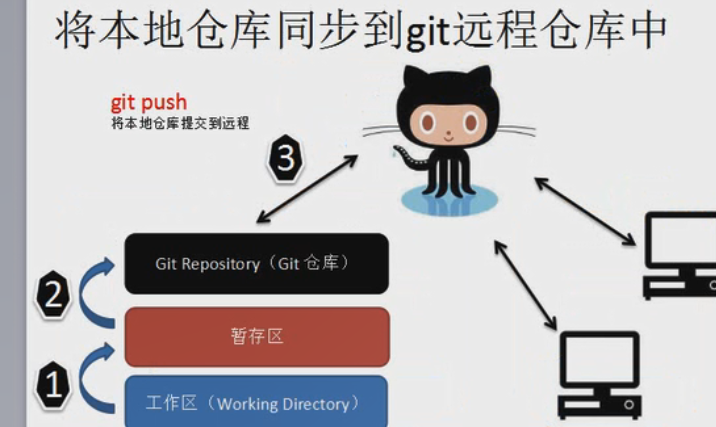 将本地仓库同步到git远程仓库中
git push
将本地仓库提交到远程
3
Git Repository（Git 仓库）
2
暂存区
1
工作区（Working Directory）